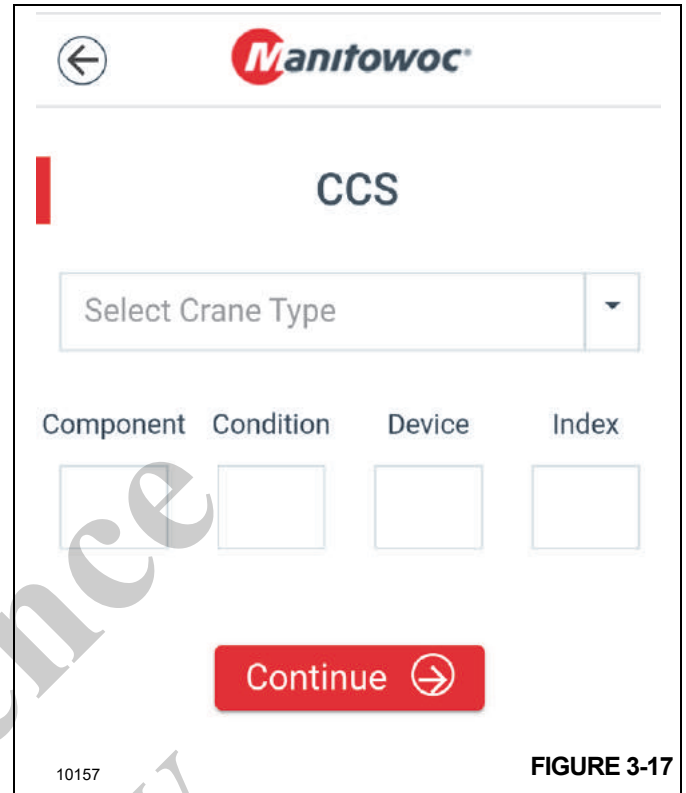 Manitowoc
CCS
Select Crane Type
Component Condition Device Index
Continue
10157
FIGURE 3-17